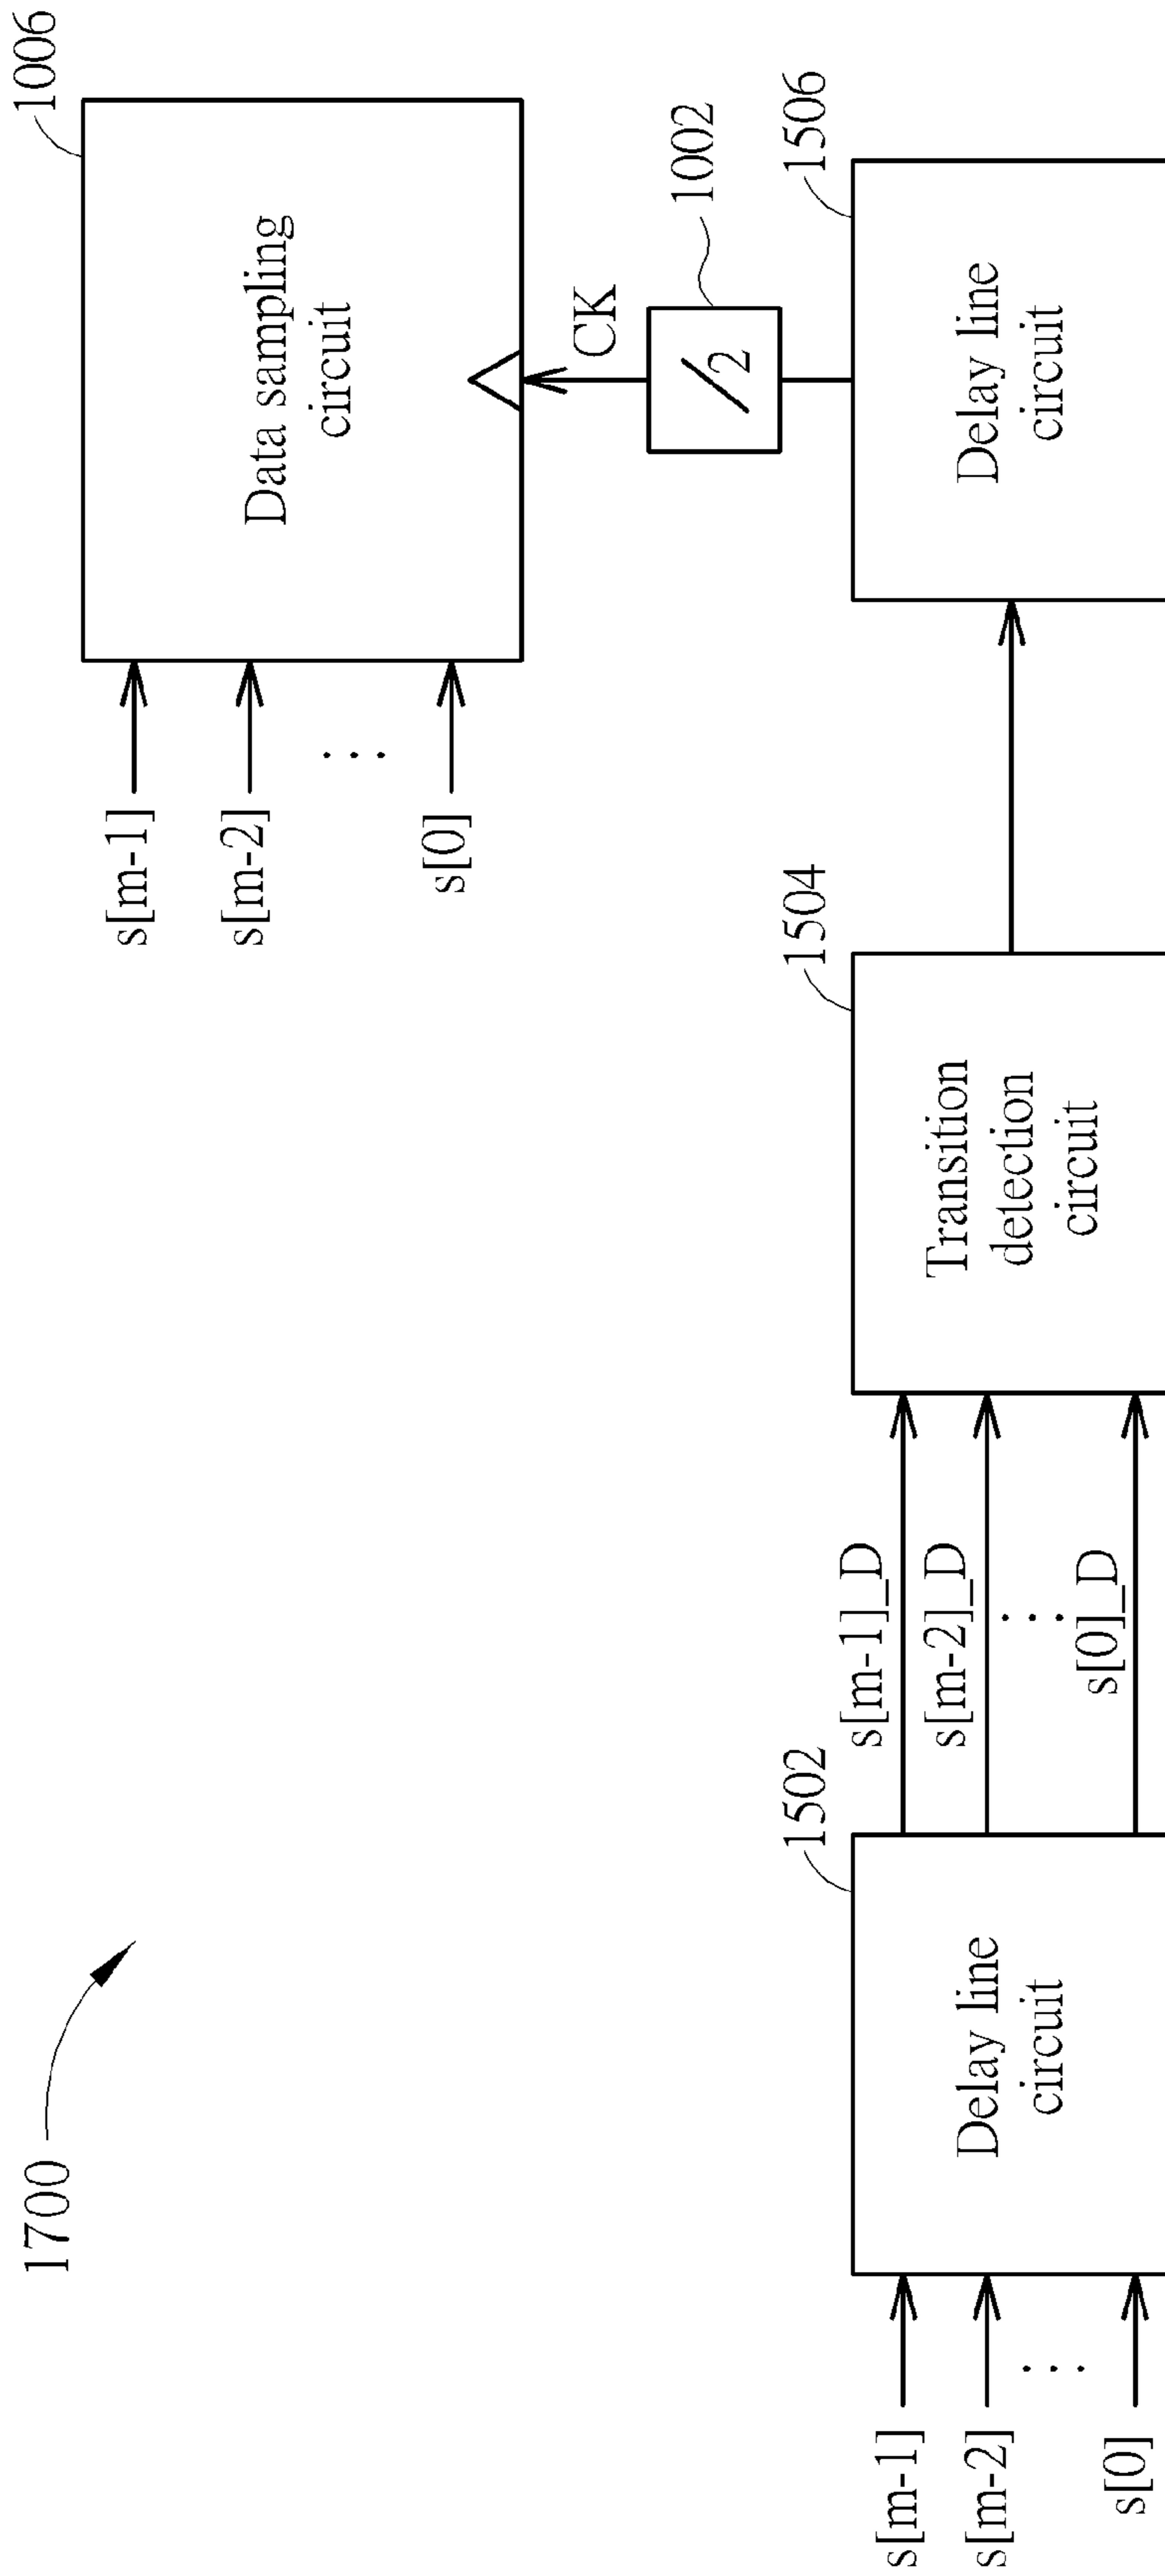 1700
1006
s[m-1]
s[m-2]
...
s[0]
Data sampling
circuit
CK
/2
1002
s[m-1]
s[m-2]
...
s[0]
1502
Delay line
circuit
s[m-1]_D
s[m-2]_D
...
s[0]_D
1504
Transition
detection
circuit
1506
Delay line
circuit